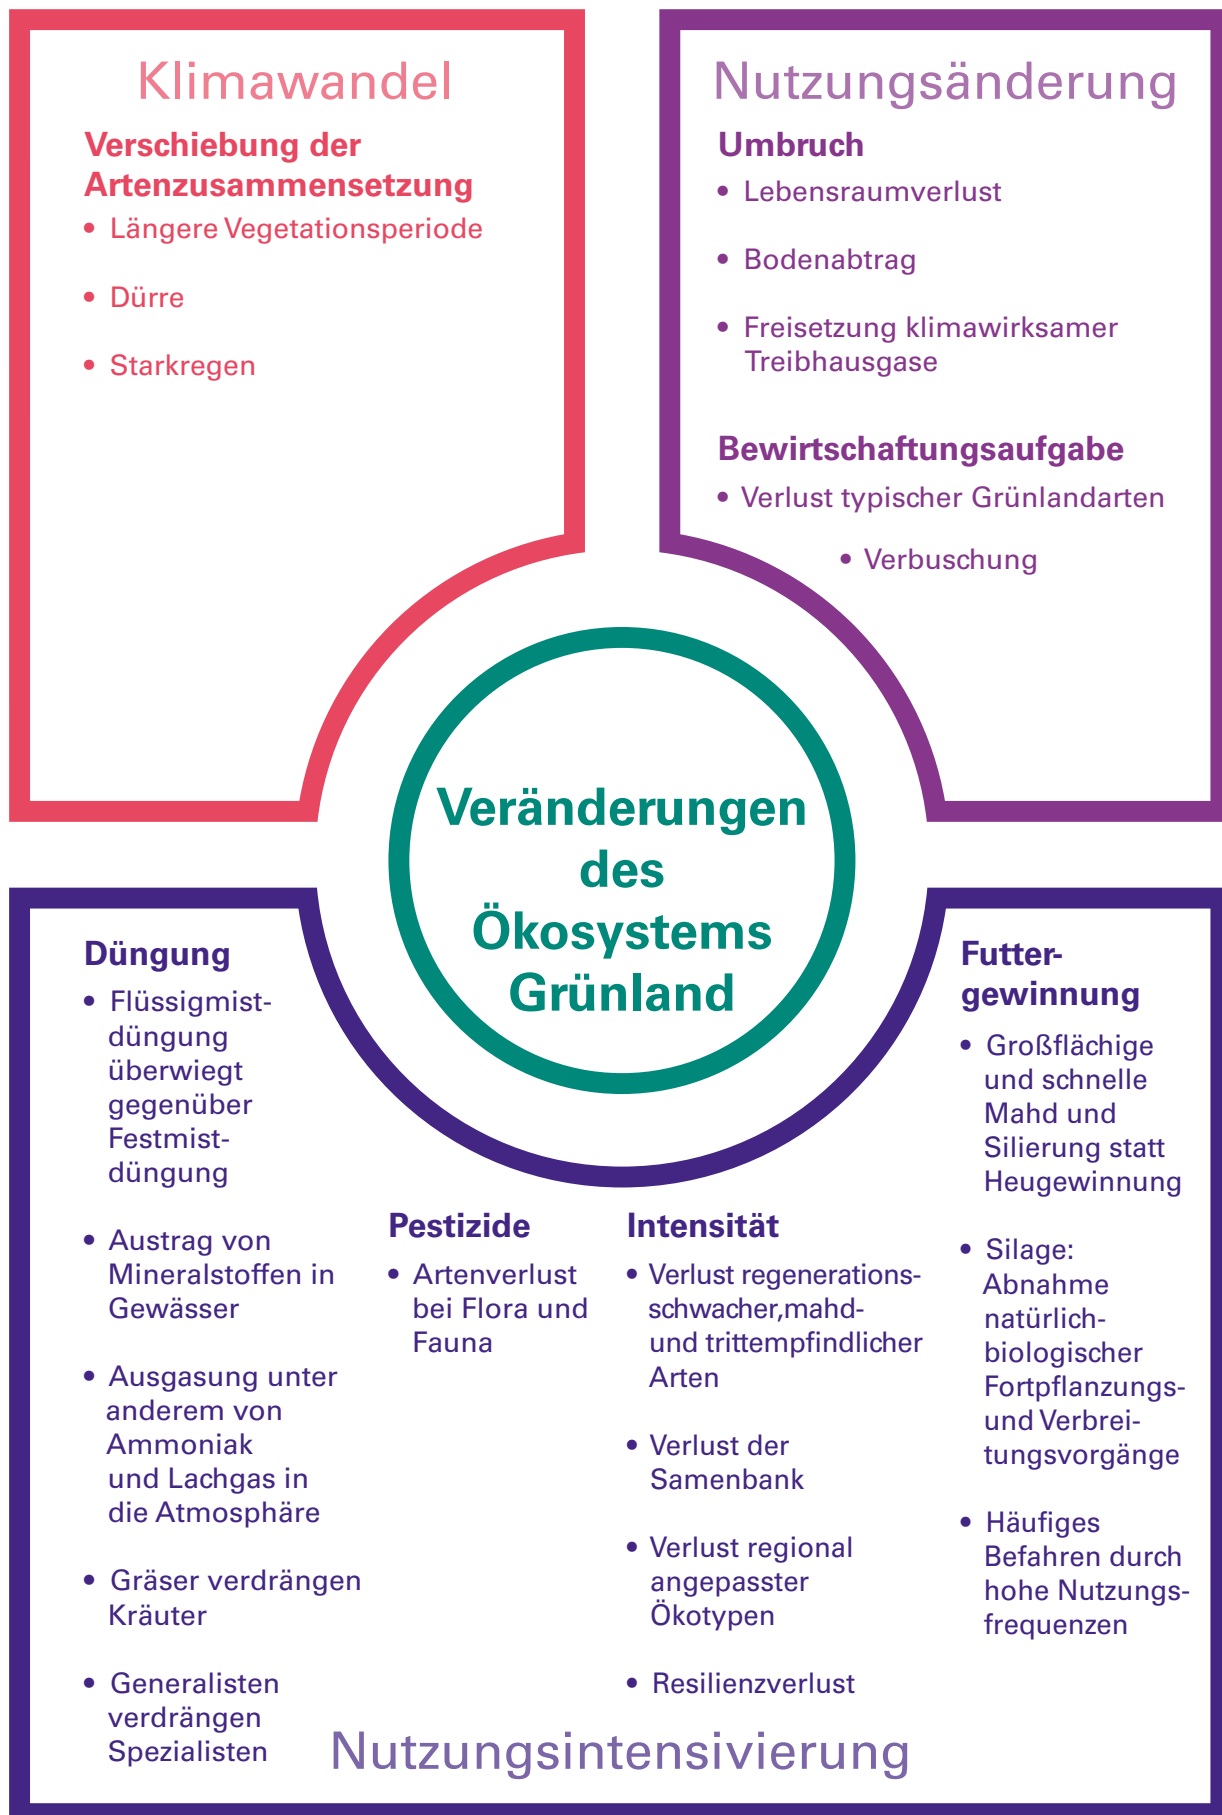 Klimawandel
Verschiebung der
Artenzusammensetzung
• Längere Vegetationsperiode
• Dürre
• Starkregen
Nutzungsänderung
Umbruch
• Lebensraumverlust
• Bodenabtrag
• Freisetzung klimawirksamer
Treibhausgase
Bewirtschaftungsaufgabe
• Verlust typischer Grünlandarten
• Verbuschung
Veränderungen
des
Ökosystems
Grünland
Düngung
• Flüssigmist-
düngung
überwiegt
gegenüber
Festmist-
düngung
• Austrag von
Mineralstoffen in
Gewässer
• Ausgasung unter
anderem von
Ammoniak
und Lachgas in
die Atmosphäre
• Gräser verdrängen
Kräuter
• Generalisten
verdrängen
Spezialisten
Pestizide
• Artenverlust
bei Flora und
Fauna
Intensität
• Verlust regenerations-
schwacher,mahd-
und trittempfindlicher
Arten
• Verlust der
Samenbank
• Verlust regional
angepasster
Ökotypen
• Resilienzverlust
Futter-
gewinnung
• Großflächige
und schnelle
Mahd und
Silierung statt
Heugewinnung
• Silage:
Abnahme
natürlich-
biologischer
Fortpflanzungs-
und Verbrei-
tungsvorgänge
• Häufiges
Befahren durch
hohe Nutzungs-
frequenzen
Nutzungsintensivierung